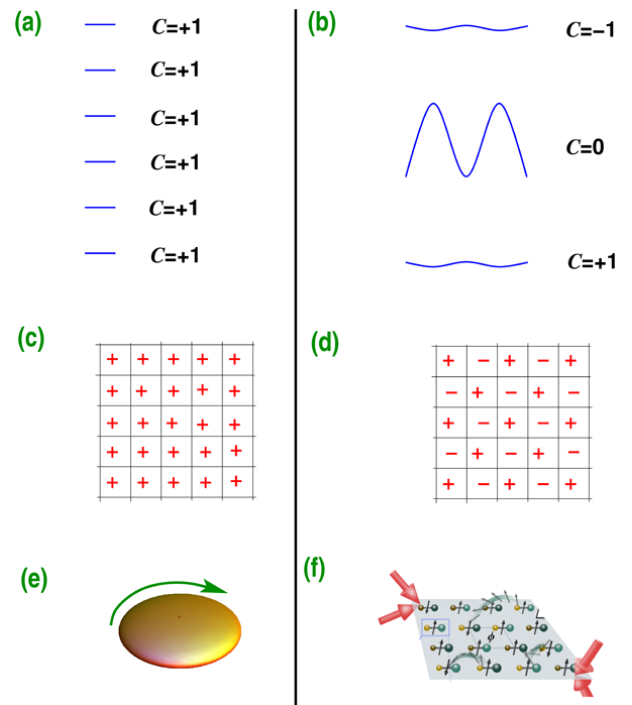 (a)
C=+1
C=+1
C=+1
C=+1
C=+1
C=+1
(b)
C=−1
C=0
C=+1
(c)
+ + + + +
+ + + + +
+ + + + +
+ + + + +
+ + + + +
(d)
+ − + − +
− + − + −
+ − + − +
− + − + −
+ − + − +
(e)
(f)